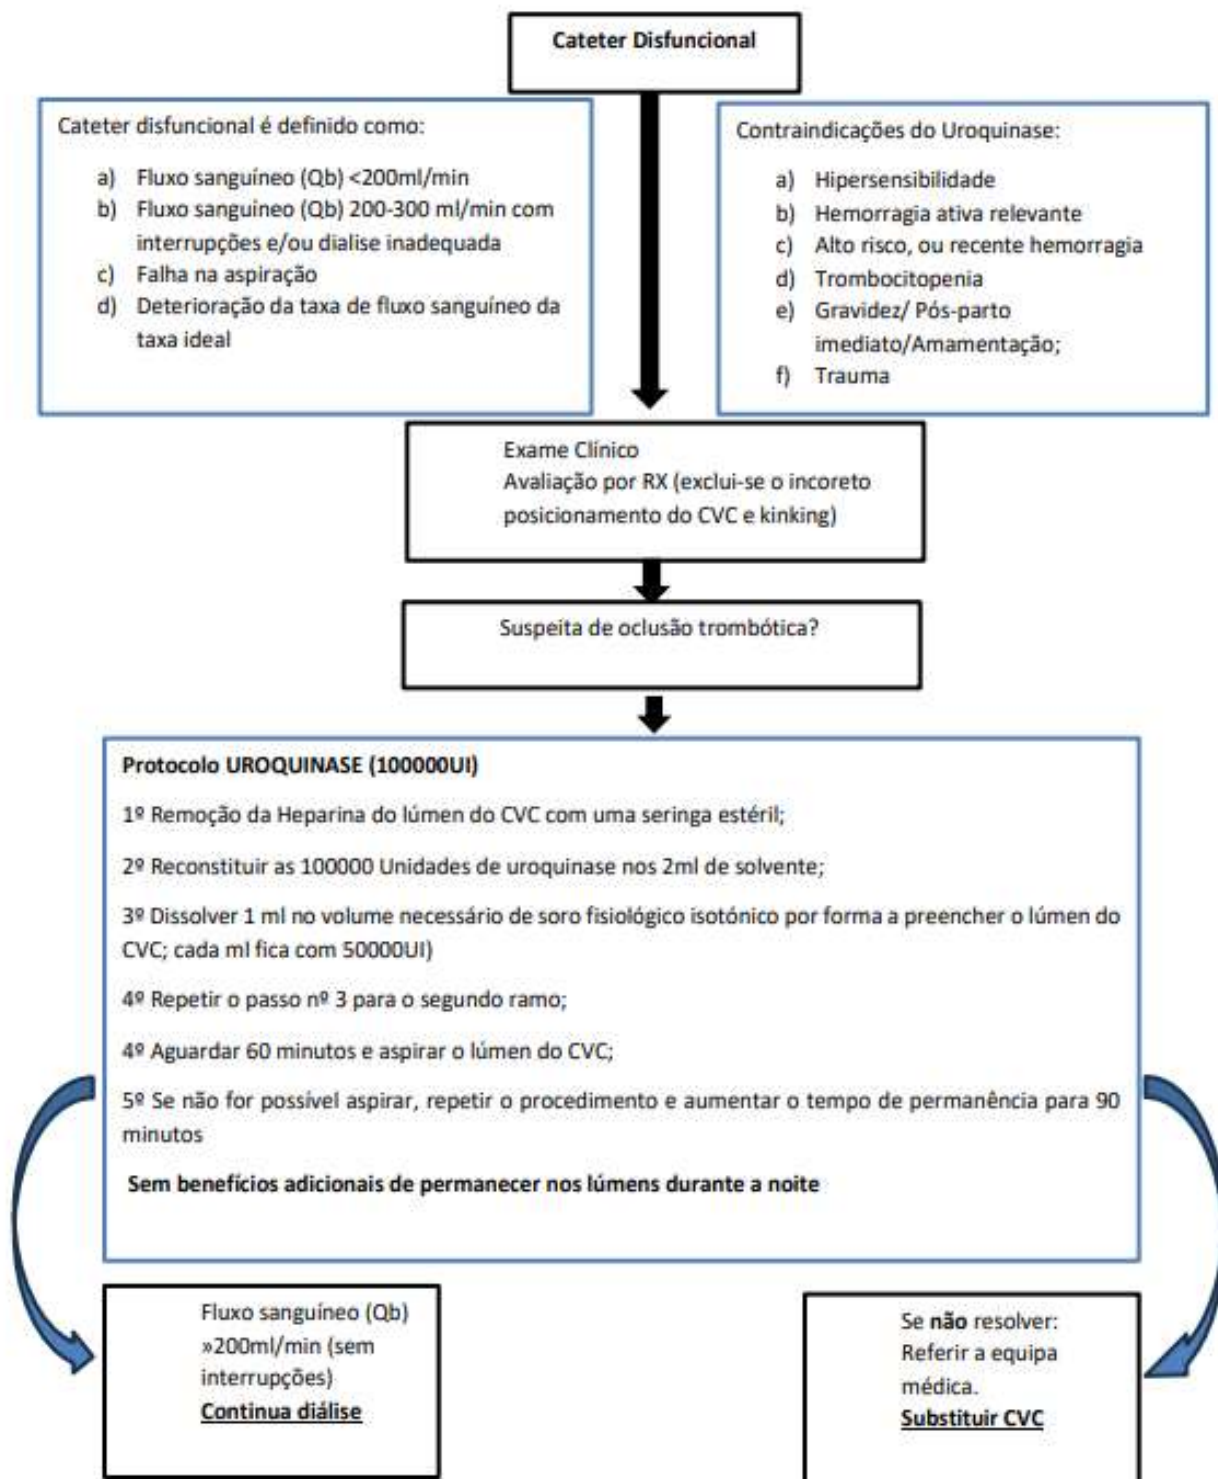 Cateter Disfuncional
Cateter disfuncional é definido como:
a) Fluxo sanguíneo (Qb) <200ml/min
b) Fluxo sanguíneo (Qb) 200-300 ml/min com
interrupções e/ou dialise inadequada
c) Falha na aspiração
d) Deterioração da taxa de fluxo sanguíneo da
taxa ideal
Contraindicações do Uroquinase:
a) Hipersensibilidade
b) Hemorragia ativa relevante
c) Alto risco, ou recente hemorragia
d) Trombocitopenia
e) Gravidez/ Pós-parto
imediato/Amamentação;
f) Trauma
Exame Clínico
Avaliação por RX (exclui-se o incoreto
posicionamento do CVC e kinking)
Suspeita de oclusão trombótica?
Protocolo UROQUINASE (100000UI)
1º Remoção da Heparina do lúmen do CVC com uma seringa estéril;
2º Reconstituir as 100000 Unidades de uroquinase nos 2ml de solvente;
3º Dissolver 1 ml no volume necessário de soro fisiológico isotónico por forma a preencher o lúmen do
CVC; cada ml fica com 50000UI)
4º Repetir o passo nº 3 para o segundo ramo;
4º Aguardar 60 minutos e aspirar o lúmen do CVC;
5º Se não for possível aspirar, repetir o procedimento e aumentar o tempo de permanência para 90
minutos
Sem benefícios adicionais de permanecer nos lúmens durante a noite
Fluxo sanguíneo (Qb)
»200ml/min (sem
interrupções)
Continua diálise
Se não resolver:
Referir a equipa
médica.
Substituir CVC